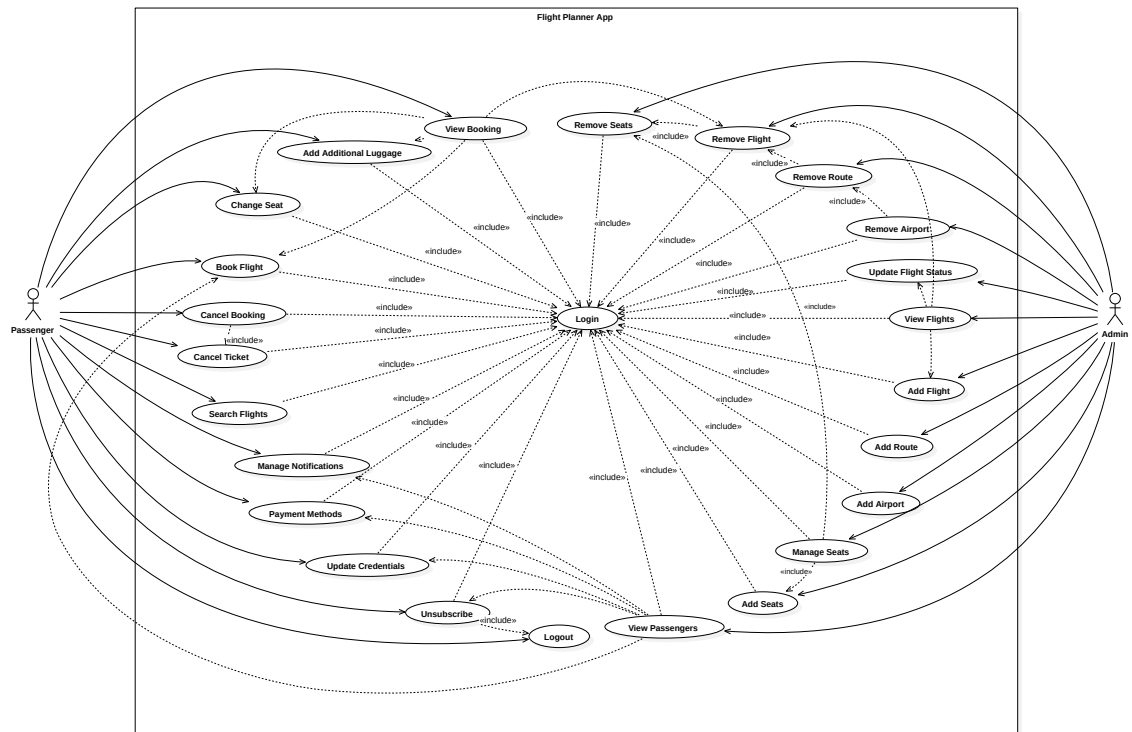 Flight Planner App
View Booking
Remove Seats
Remove Flight
«include»
Add Additional Luggage
«include»
Remove Route
Change Seat
«include»
«include»
«include»
«include»
Remove Airport
«include»
«include»
«include»
Book Flight
«include»
«include»
Update Flight Status
Passenger
Cancel Booking
«include»
Login
«include»
«include»
View Flights
Admin
«include»
Cancel Ticket
«include»
«include»
«include»
Search Flights
Add Flight
«include»
«include»
«include»
Add Route
«include»
Manage Notifications
«include»
«include»
«include»
«include»
«include»
Payment Methods
Add Airport
Update Credentials
Manage Seats
«include»
Unsubscribe
«include»
Logout
View Passengers
Add Seats